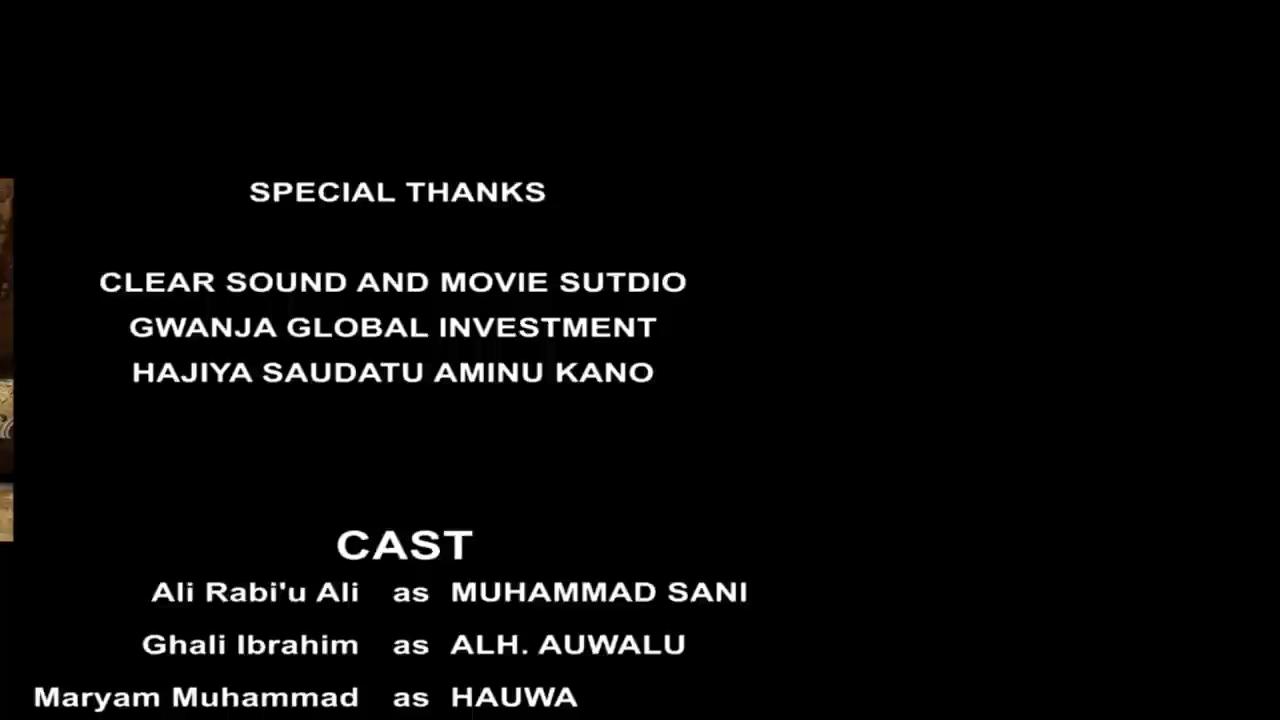 SPECIAL THANKS
CLEAR SOUND AND MOVIE SUTDIO
GWANJA GLOBAL INVESTMENT
HAJIYA SAUDATU AMINU KANO
CAST
Ali Rabi'u Ali as MUHAMMAD SANI
Ghali Ibrahim as ALH. AUWALU
Maryam Muhammad as HAUWA